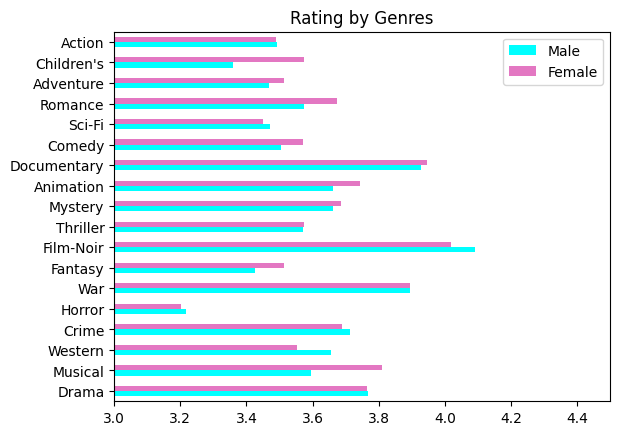 Rating by Genres
Male
Female
Action
Children's
Adventure
Romance
Sci-Fi
Comedy
Documentary
Animation
Mystery
Thriller
Film-Noir
Fantasy
War
Horror
Crime
Western
Musical
Drama
3.0 3.2 3.4 3.6 3.8 4.0 4.2 4.4